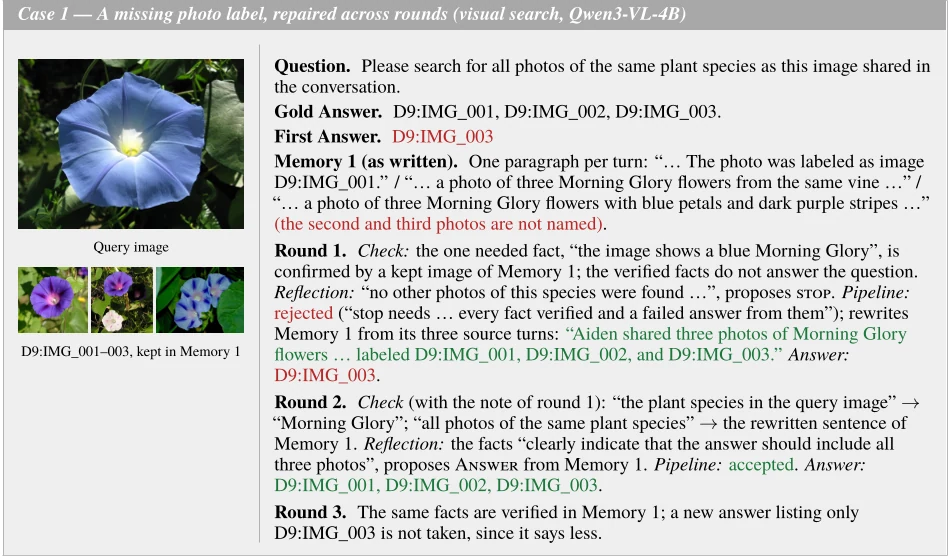 Case 1 — A missing photo label, repaired across rounds (visual search, Qwen3-VL-4B)
Query image
D9:IMG_001–003, kept in Memory 1
Question. Please search for all photos of the same plant species as this image shared in
the conversation.
Gold Answer. D9:IMG_001, D9:IMG_002, D9:IMG_003.
First Answer. D9:IMG_003
Memory 1 (as written). One paragraph per turn: “… The photo was labeled as image
D9:IMG_001.” / “… a photo of three Morning Glory flowers from the same vine …” /
“… a photo of three Morning Glory flowers with blue petals and dark purple stripes …”
(the second and third photos are not named).
Round 1. Check: the one needed fact, “the image shows a blue Morning Glory”, is
confirmed by a kept image of Memory 1; the verified facts do not answer the question.
Reflection: “no other photos of this species were found …”, proposes STOP. Pipeline:
rejected (“stop needs … every fact verified and a failed answer from them”); rewrites
Memory 1 from its three source turns: “Aiden shared three photos of Morning Glory
flowers … labeled D9:IMG_001, D9:IMG_002, and D9:IMG_003.” Answer:
D9:IMG_003.
Round 2. Check (with the note of round 1): “the plant species in the query image” →
“Morning Glory”; “all photos of the same plant species” → the rewritten sentence of
Memory 1. Reflection: the facts “clearly indicate that the answer should include all
three photos”, proposes ANSWER from Memory 1. Pipeline: accepted. Answer:
D9:IMG_001, D9:IMG_002, D9:IMG_003.
Round 3. The same facts are verified in Memory 1; a new answer listing only
D9:IMG_003 is not taken, since it says less.